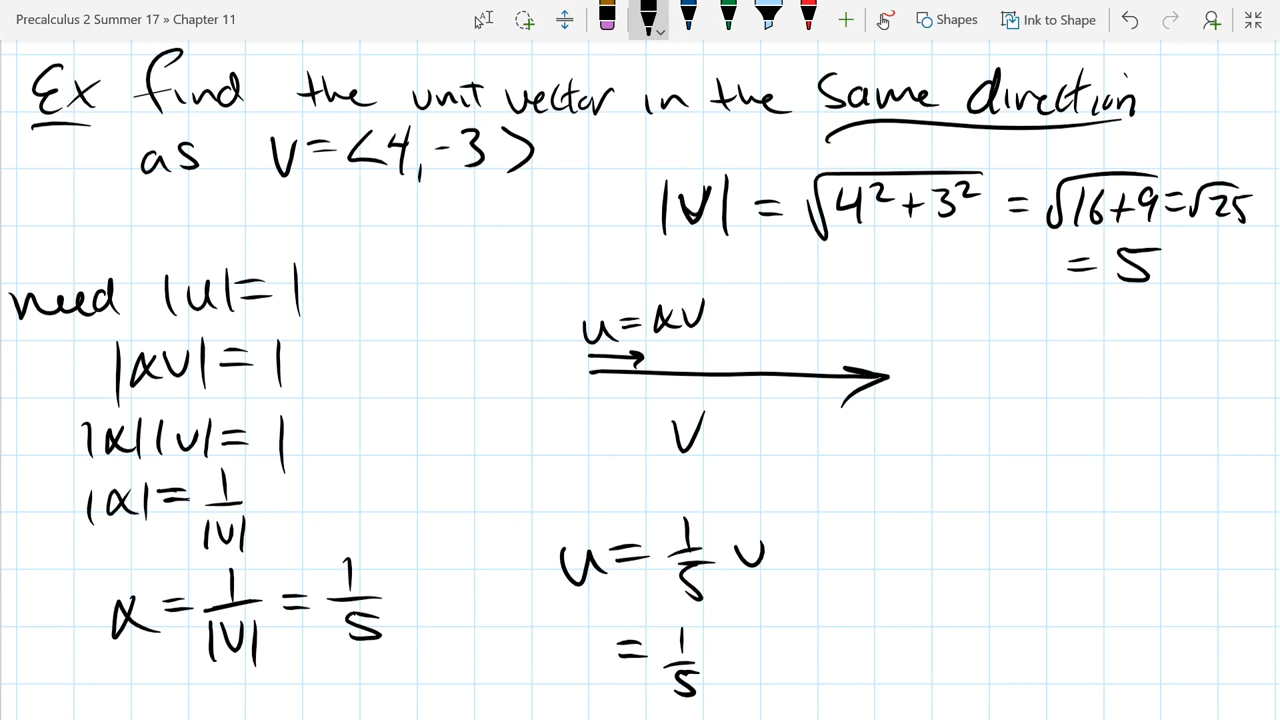 Precalculus 2 Summer 17 » Chapter 11
Shapes
Ink to Shape
Ex find the unit vector in the same direction
as v = <4, -3>
|v| = √4² + 3² = √16+9 = √25
= 5
need |u| = 1
|αv| = 1
|α||v| = 1
|α| = 1/|v|
α = 1/|v| = 1/5
u = αv
v
u = 1/5 v
= 1/5